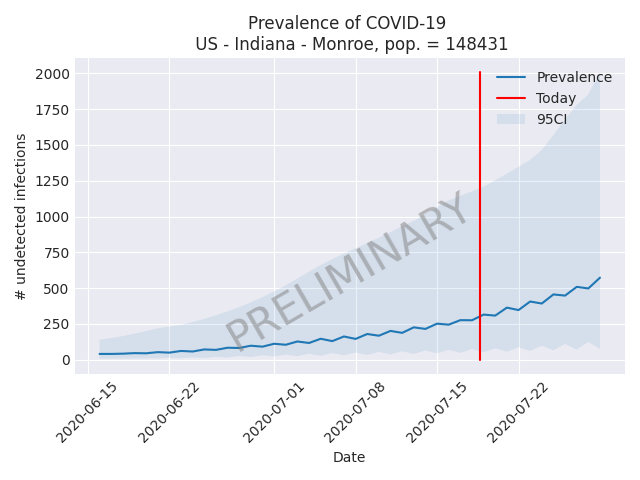 Prevalence of COVID-19
US - Indiana - Monroe, pop. = 148431
Prevalence
Today
95CI
# undetected infections
2000
1750
1500
1250
1000
750
500
250
0
PRELIMINARY
2020-06-15
2020-06-22
2020-07-01
2020-07-08
2020-07-15
2020-07-22
Date